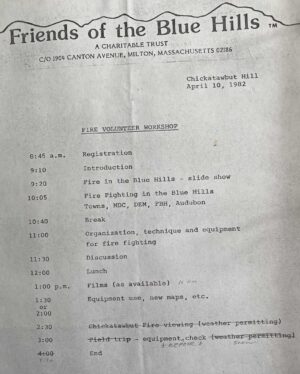 Friends of the Blue Hills ™
A CHARITABLE TRUST
C/O 1904 CANTON AVENUE, MILTON, MASSACHUSETTS 02186
Chickatawbut Hill
April 10, 1982
FIRE VOLUNTEER WORKSHOP
8:45 a.m. Registration
9:10 Introduction
9:20 Fire in the Blue Hills - slide show
10:05 Fire Fighting in the Blue Hills
Towns, MDC, DEM, FBH, Audubon
10:40 Break
11:00 Organization, technique and equipment
for fire fighting
11:30 Discussion
12:00 Lunch
1:00 p.m. Films (as available)
1:30 Equipment use, new maps, etc.
or
2:00
2:30 Chickatawbut Fire viewing (weather permitting)
3:00 Field trip - equipment check (weather permitting)
4:00 End